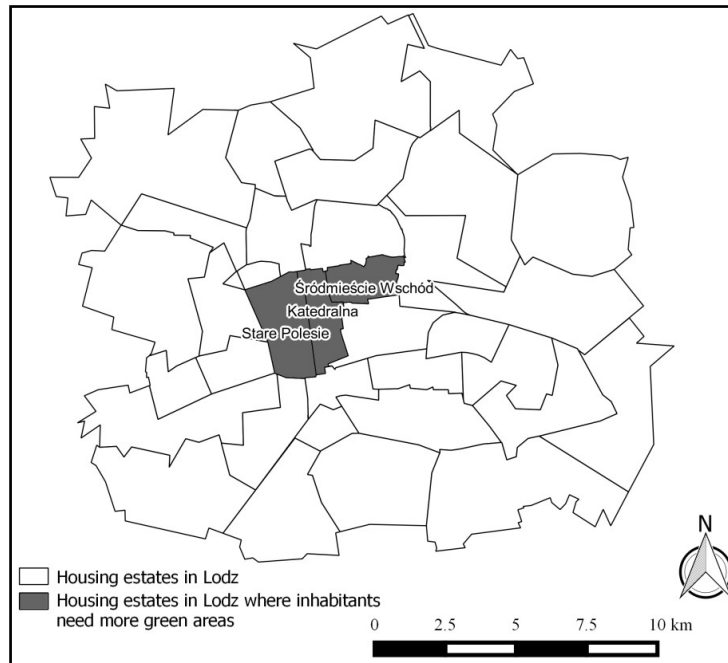 Śródmieście Wschód
Katedralna
Stare Polesie
N
Housing estates in Lodz
Housing estates in Lodz where inhabitants
need more green areas
0 2.5 5 7.5 10 km